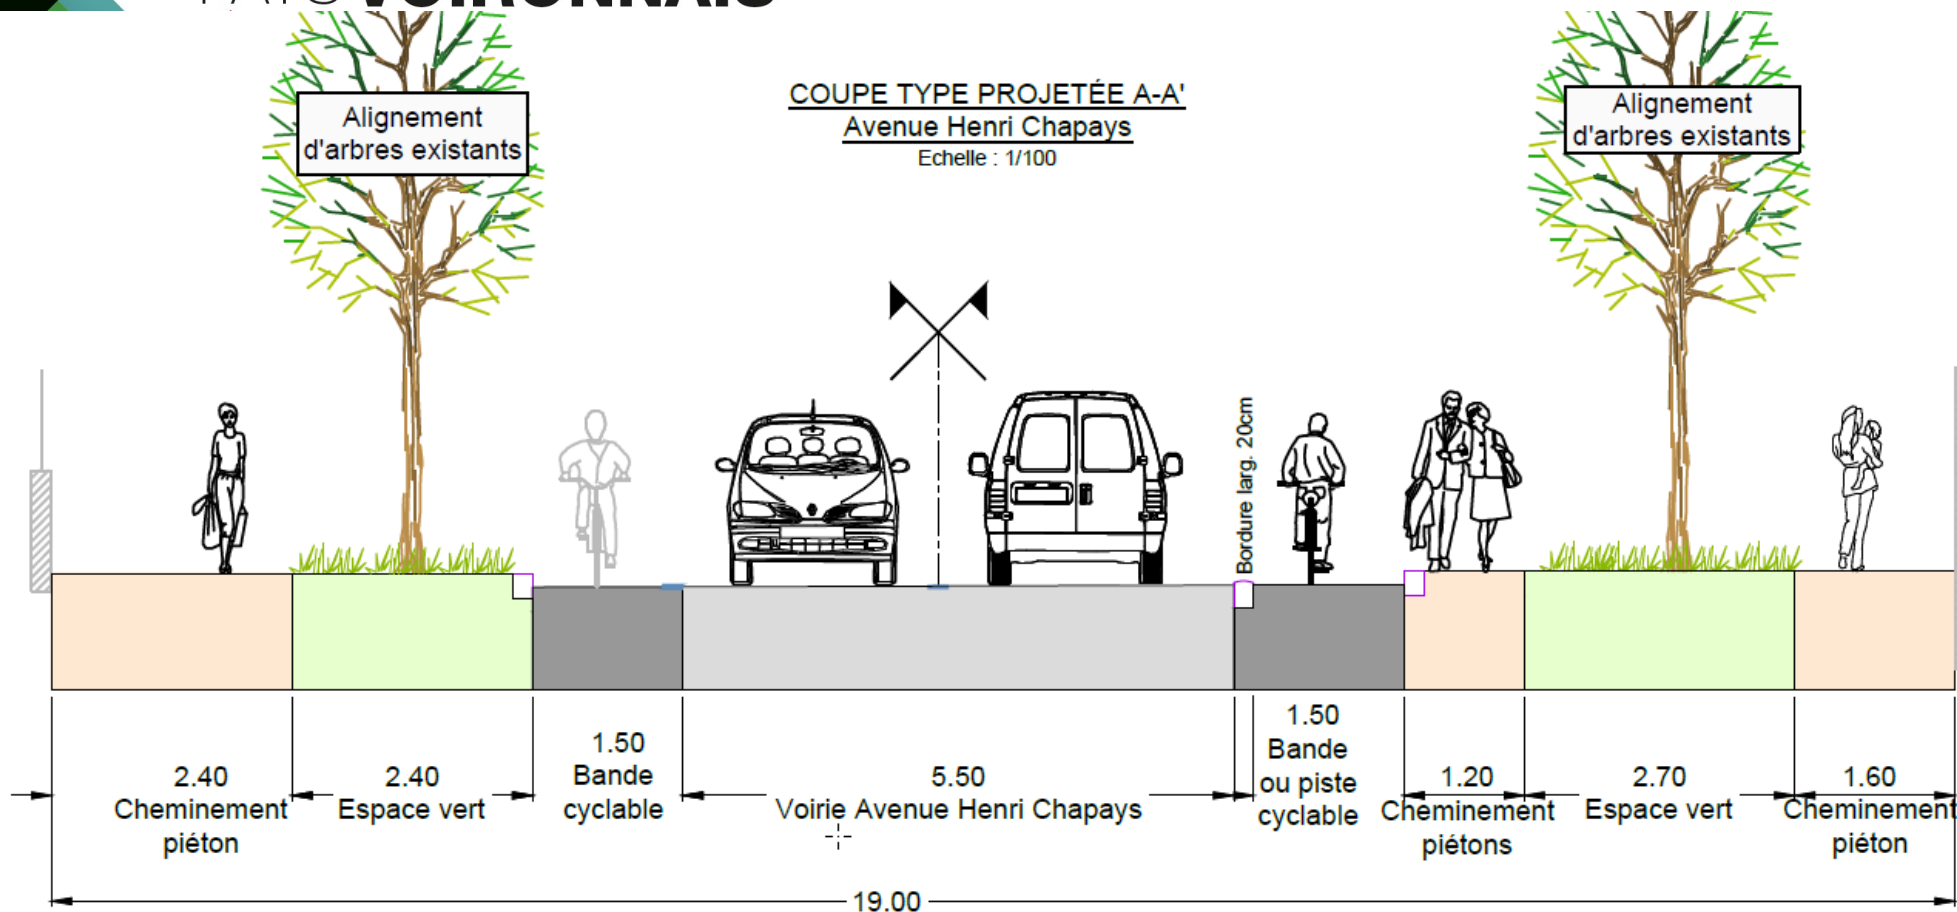 PAYS VOIRONNAIS
Alignement
d'arbres existants
COUPE TYPE PROJETÉE A-A'
Avenue Henri Chapays
Echelle : 1/100
Alignement
d'arbres existants
Bordure larg. 20cm
2.40
Cheminement
piéton
2.40
Espace vert
1.50
Bande
cyclable
5.50
Voirie Avenue Henri Chapays
1.50
Bande
ou piste
cyclable
1.20
Cheminement
piétons
2.70
Espace vert
1.60
Cheminement
piéton
19.00